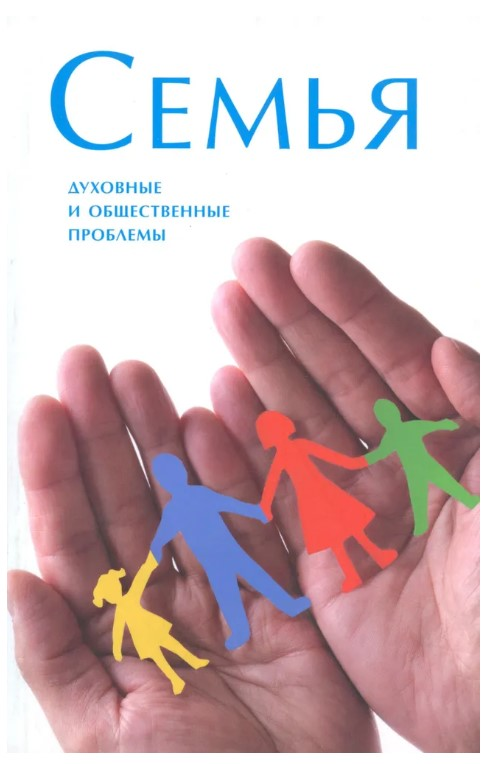 Семья
духовные
и общественные
проблемы